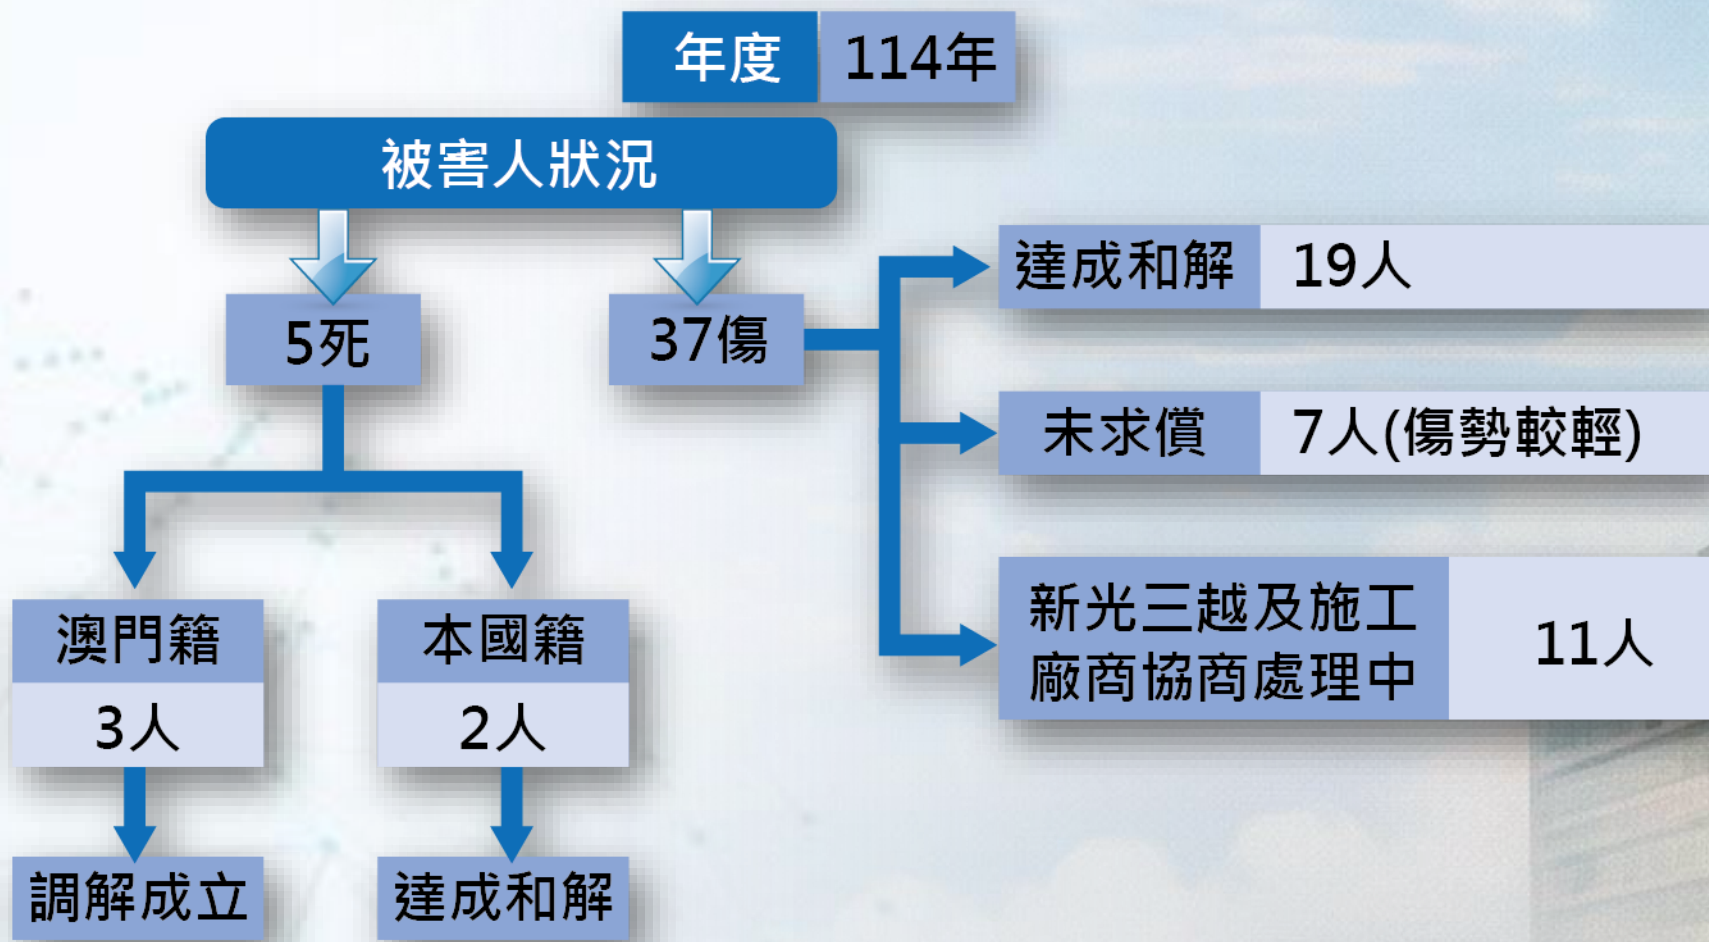 年度 114年
被害人狀況
5死
37傷
達成和解 19人
未求償 7人(傷勢較輕)
新光三越及施工
廠商協商處理中
11人
澳門籍
3人
調解成立
本國籍
2人
達成和解